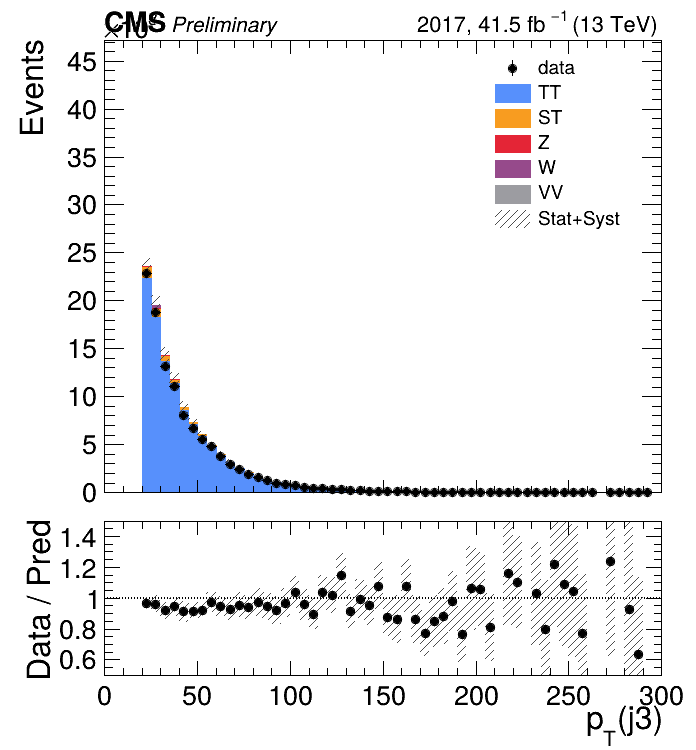 CMS Preliminary 2017, 41.5 fb⁻¹ (13 TeV)
Events
45
40
35
30
25
20
15
10
5
0
data
TT
ST
Z
W
VV
Stat+Syst
Data / Pred
1.4
1.2
1
0.8
0.6
0 50 100 150 200 250 300
p_T(j3)